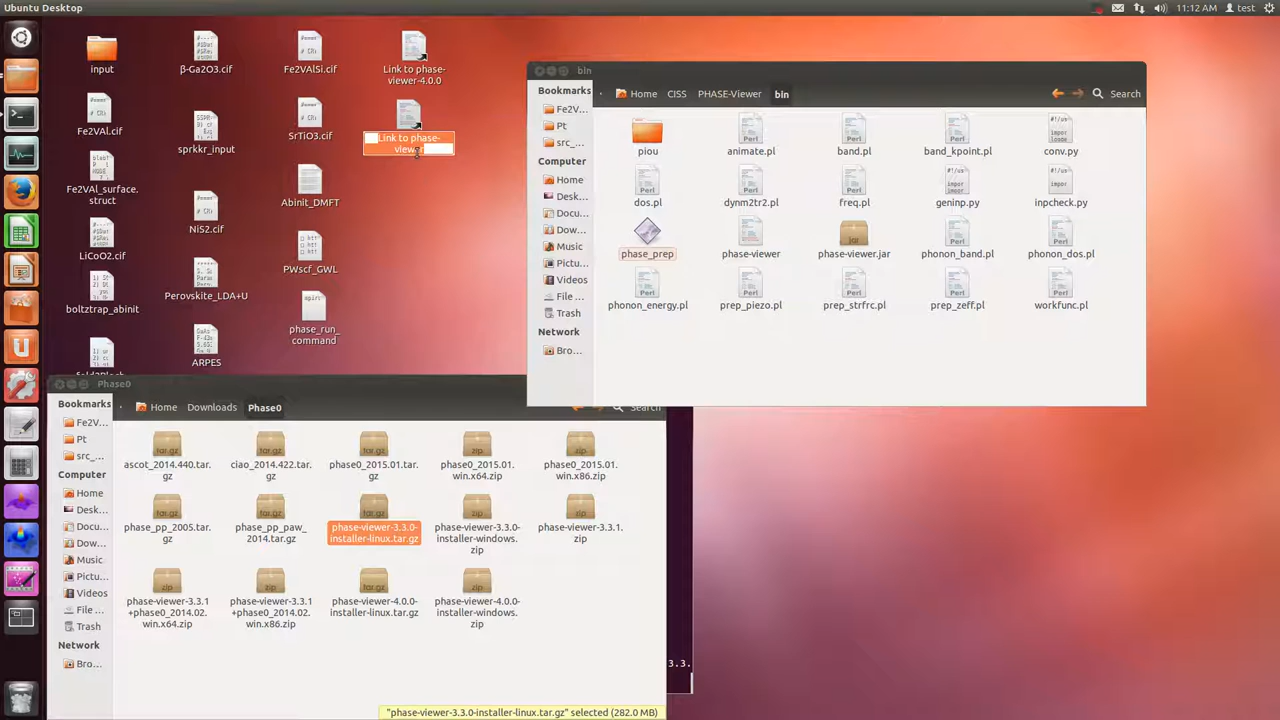 Ubuntu Desktop
11:12 AM
test
input
β-Ga2O3.cif
Fe2VAlSi.cif
Link to phase-
viewer-4.0.0
Fe2VAl.cif
sprkkr_input
SrTiO3.cif
Link to phase-
viewer
Fe2VAl_surface.
struct
NiS2.cif
Abinit_DMFT
LiCoO2.cif
Perovskite_LDA+U
PWscf_GWL
boltztrap_abinit
ARPES
phase_run_
command
bin
Bookmarks
Fe2V...
Pt
src_...
Computer
Home
Desk...
Docu...
Dow...
Music
Pictu...
Videos
File ...
Trash
Network
Bro...
Home
CISS
PHASE-Viewer
bin
Search
piou
animate.pl
band.pl
band_kpoint.pl
conv.py
dos.pl
dynm2tr2.pl
freq.pl
geninp.py
inpcheck.py
phase_prep
phase-viewer
phase-viewer.jar
phonon_band.pl
phonon_dos.pl
phonon_energy.pl
prep_piezo.pl
prep_strfrc.pl
prep_zeff.pl
workfunc.pl
Phase0
Bookmarks
Fe2V...
Pt
src_...
Computer
Home
Desk...
Docu...
Dow...
Music
Pictu...
Videos
File ...
Trash
Network
Bro...
Home
Downloads
Phase0
Search
ascot_2014.440.tar.
gz
ciao_2014.422.tar.
gz
phase0_2015.01.tar.
gz
phase0_2015.01.
win.x64.zip
phase0_2015.01.
win.x86.zip
phase_pp_2005.tar.
gz
phase_pp_paw_
2014.tar.gz
phase-viewer-3.3.0-
installer-linux.tar.gz
phase-viewer-3.3.0-
installer-windows.
zip
phase-viewer-3.3.1.
zip
phase-viewer-3.3.1
+phase0_2014.02.
win.x64.zip
phase-viewer-3.3.1
+phase0_2014.02.
win.x86.zip
phase-viewer-4.0.0-
installer-linux.tar.gz
phase-viewer-4.0.0-
installer-windows.
zip
3.3.
"phase-viewer-3.3.0-installer-linux.tar.gz" selected (282.0 MB)